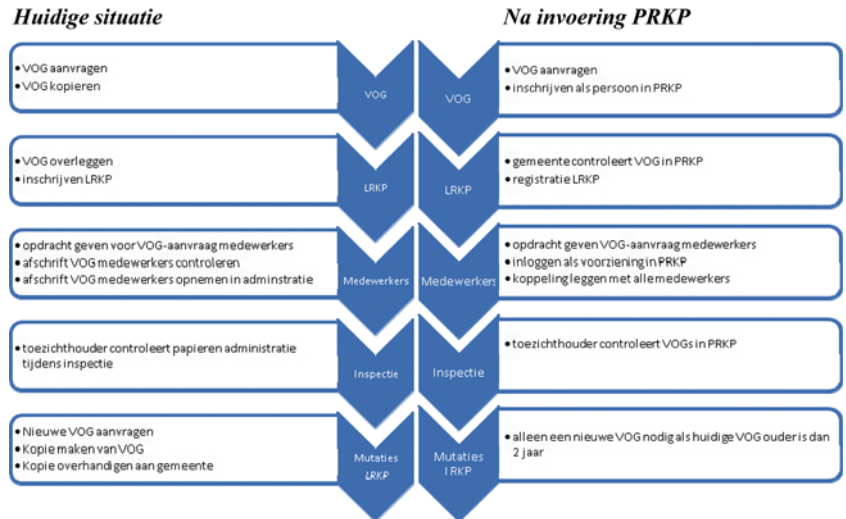 Huidige situatie
Na invoering PRKP
• VOG aanvragen
• VOG kopieren
VOG
VOG
• VOG aanvragen
• inschrijven als persoon in PRKP
• VOG overleggen
• inschrijven LRKP
LRKP
LRKP
• gemeente controleert VOG in PRKP
• registratie LRKP
• opdracht geven voor VOG-aanvraag medewerkers
• afschrift VOG medewerkers controleren
• afschrift VOG medewerkers opnemen in adminstratie
Medewerkers
Medewerkers
• opdracht geven VOG-aanvraag medewerkers
• inloggen als voorziening in PRKP
• koppeling leggen met alle medewerkers
• toezichthouder controleert papieren administratie
tijdens inspectie
Inspectie
Inspectie
• toezichthouder controleert VOGs in PRKP
• Nieuwe VOG aanvragen
• Kopie maken van VOG
• Kopie overhandigen aan gemeente
Mutaties
LRKP
Mutaties
LRKP
• alleen een nieuwe VOG nodig als huidige VOG ouder is dan
2 jaar